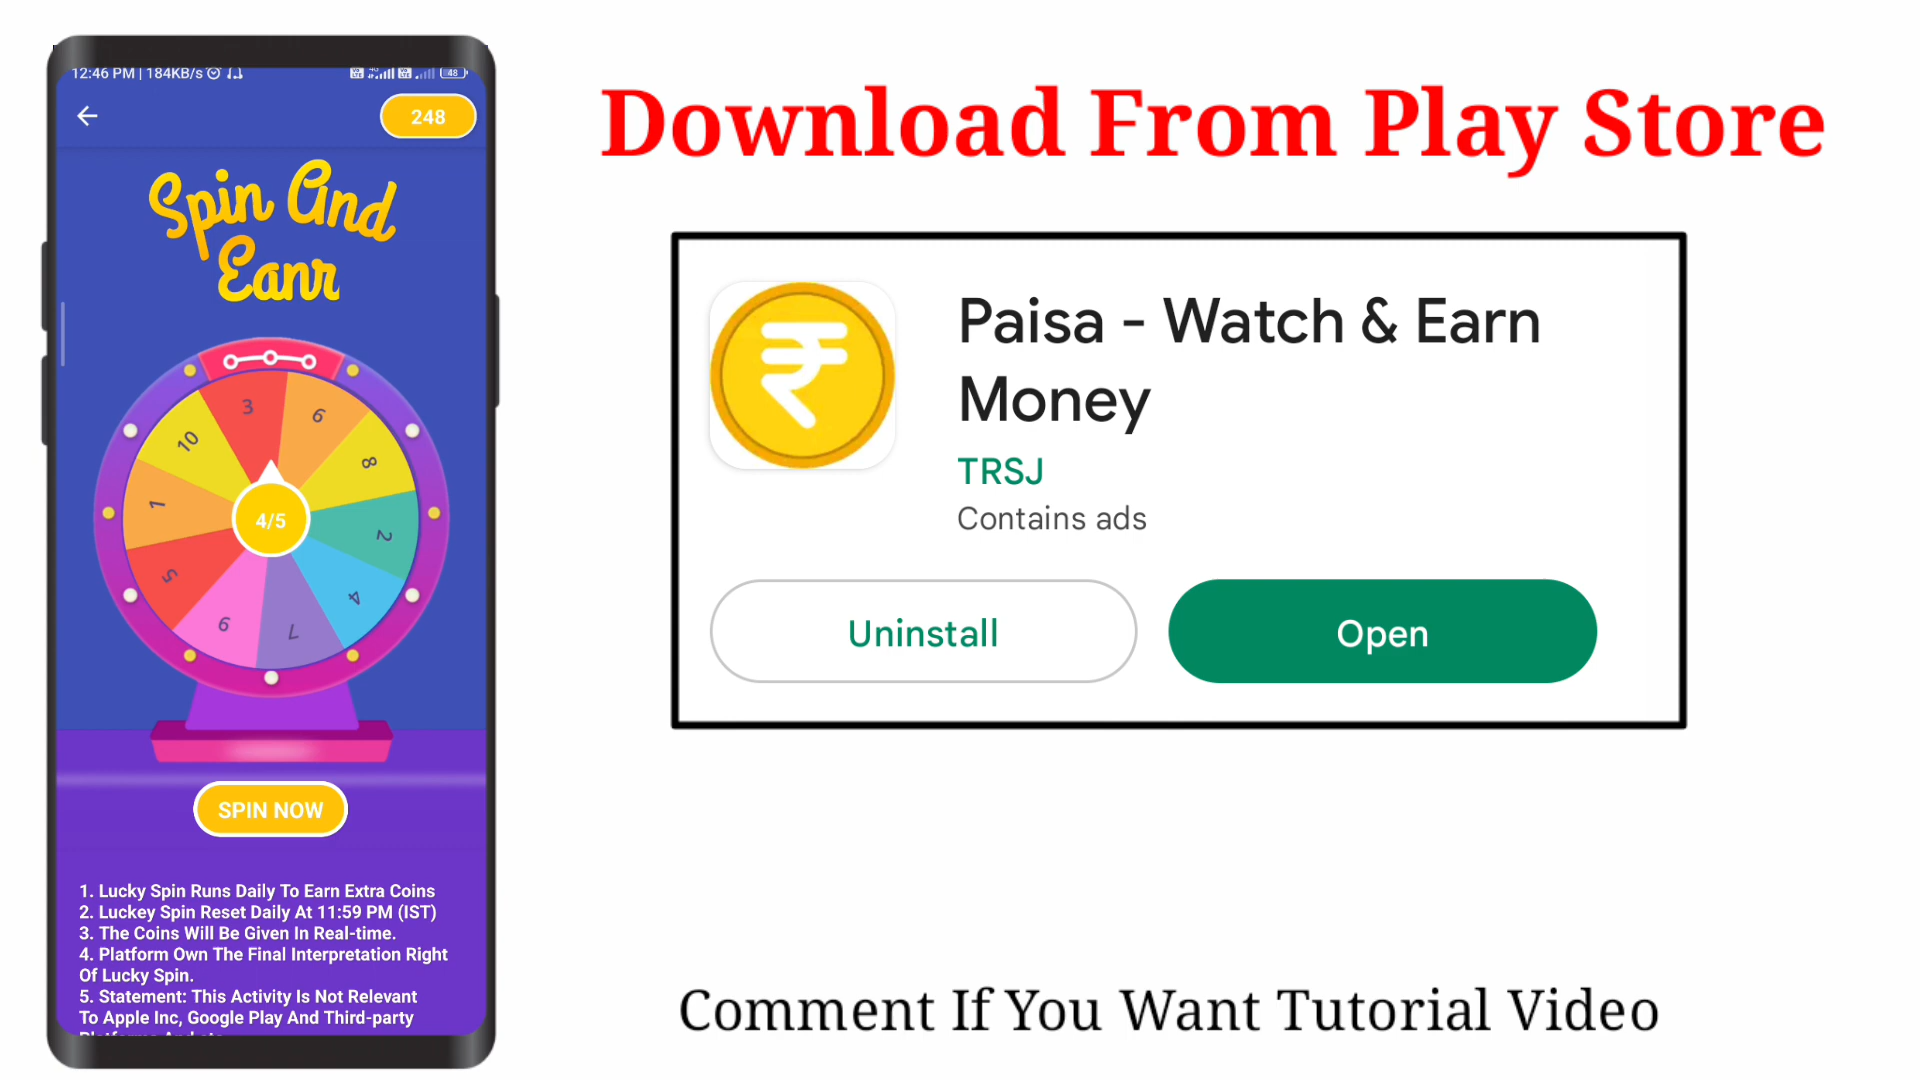 12:46 PM | 184KB/s
48
248
Spin And
Eanr
3
6
10
8
1
2
4/5
5
4
9
7
SPIN NOW
1. Lucky Spin Runs Daily To Earn Extra Coins
2. Luckey Spin Reset Daily At 11:59 PM (IST)
3. The Coins Will Be Given In Real-time.
4. Platform Own The Final Interpretation Right
Of Lucky Spin.
5. Statement: This Activity Is Not Relevant
To Apple Inc, Google Play And Third-party
Download From Play Store
₹
Paisa - Watch & Earn
Money
TRSJ
Contains ads
Uninstall
Open
Comment If You Want Tutorial Video